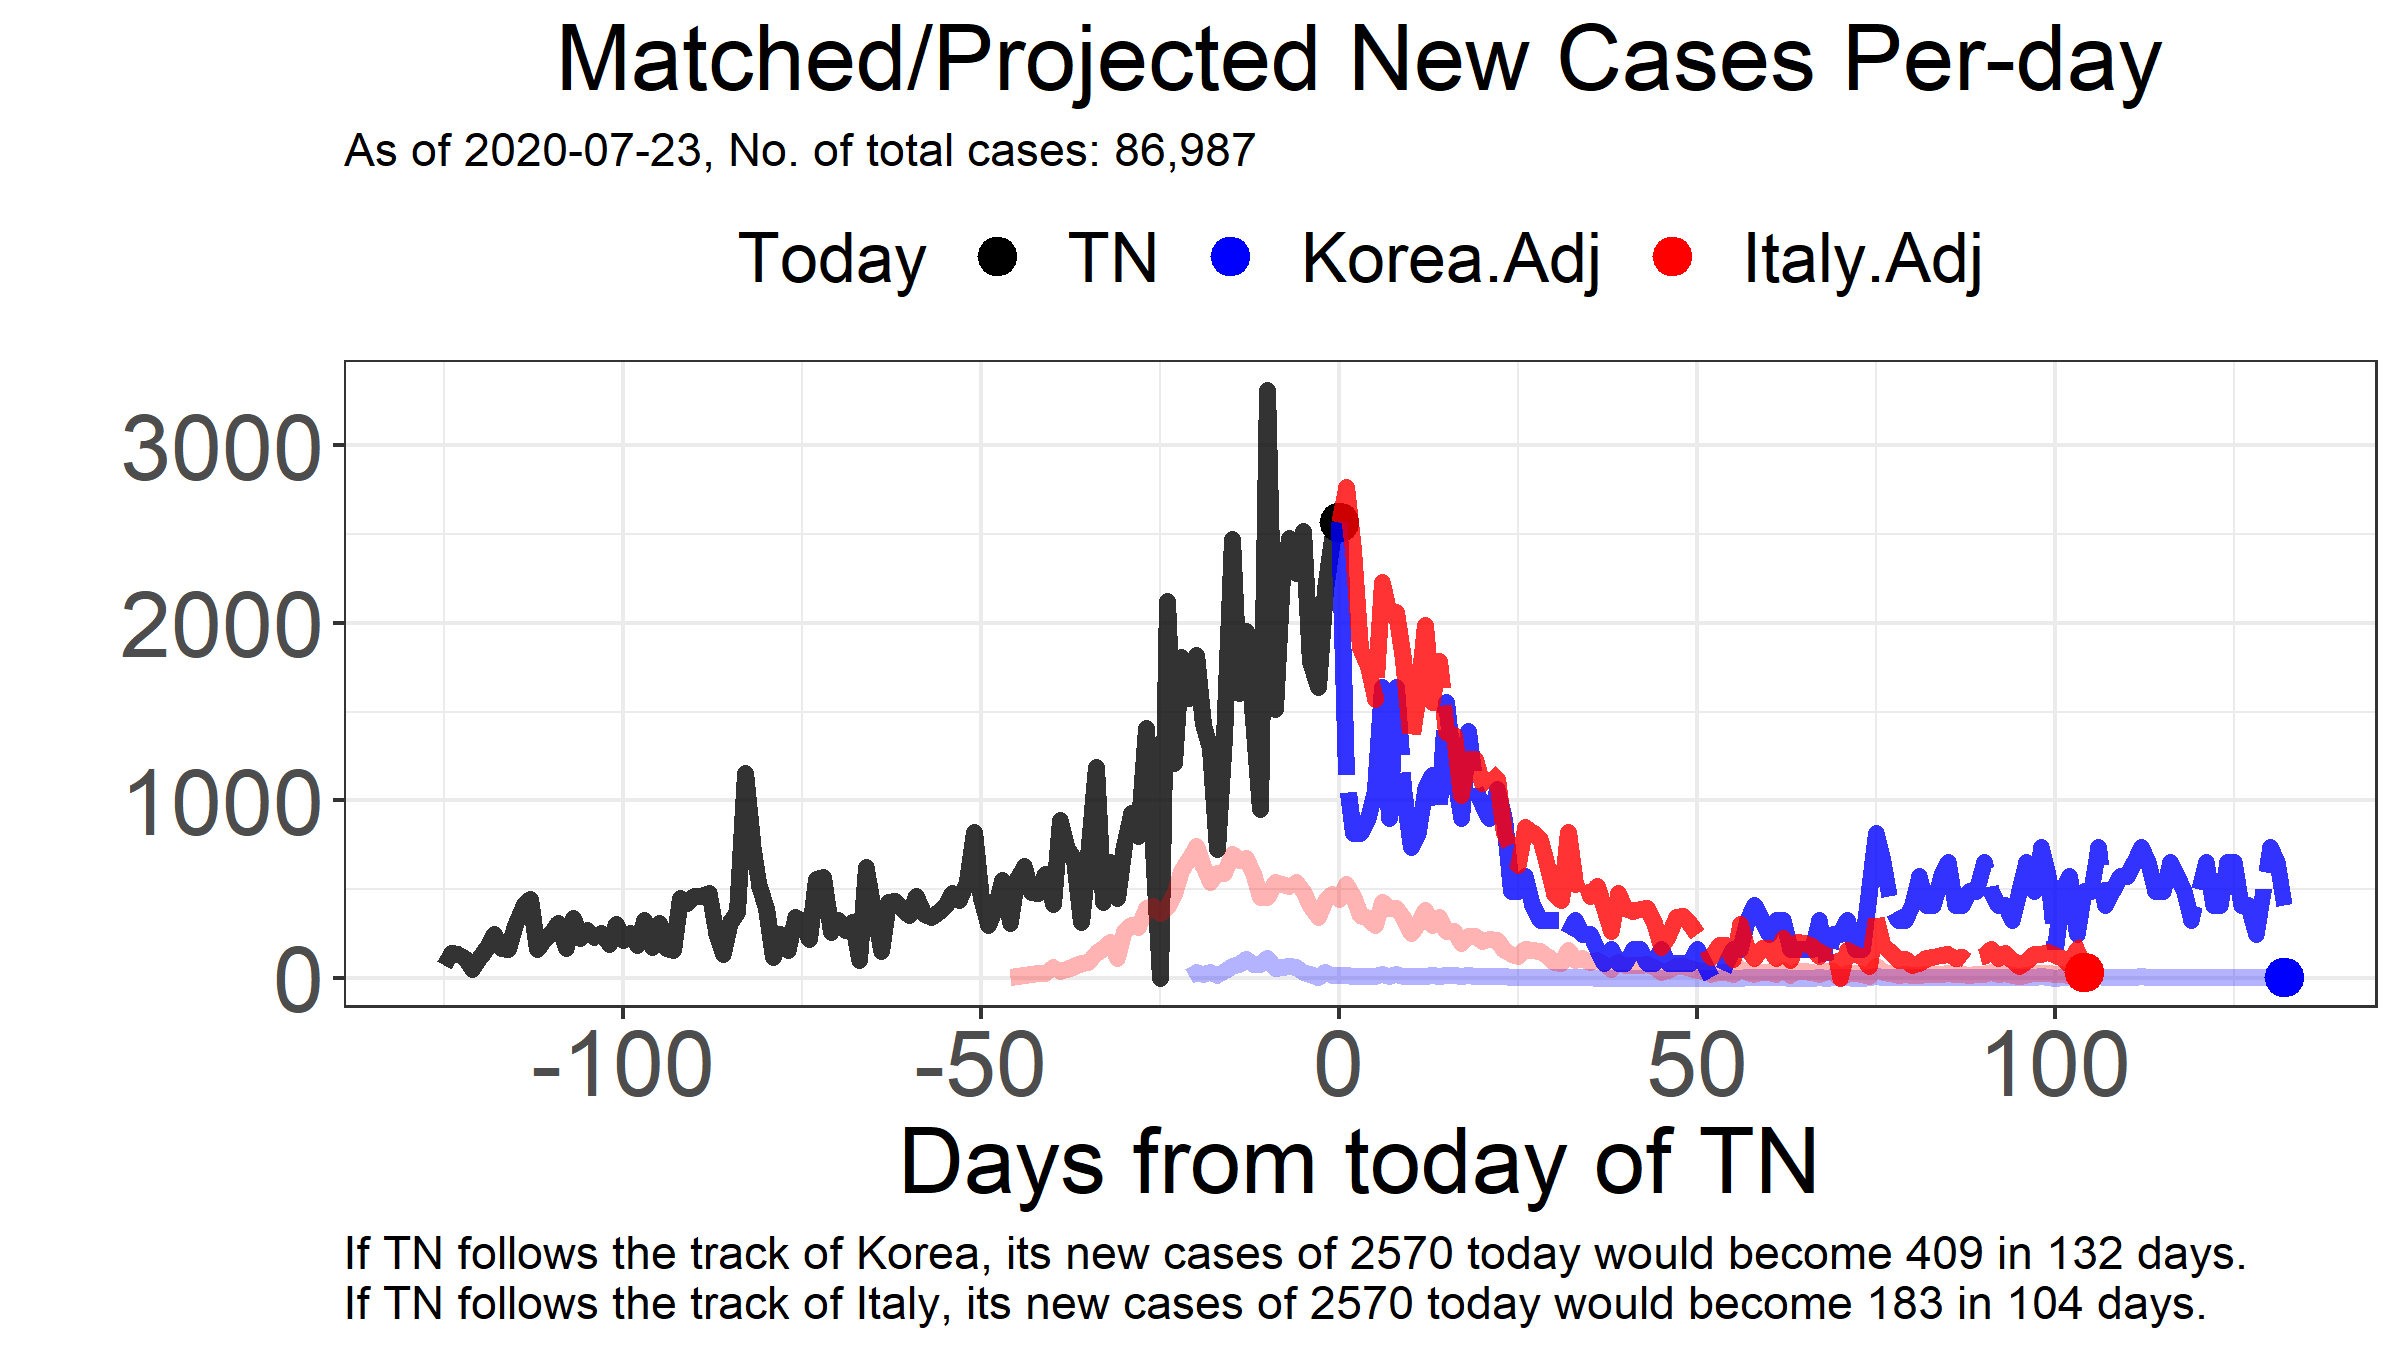 Matched/Projected New Cases Per-day
As of 2020-07-23, No. of total cases: 86,987
Today TN Korea.Adj Italy.Adj
3000
2000
1000
0
-100 -50 0 50 100
Days from today of TN
If TN follows the track of Korea, its new cases of 2570 today would become 409 in 132 days.
If TN follows the track of Italy, its new cases of 2570 today would become 183 in 104 days.